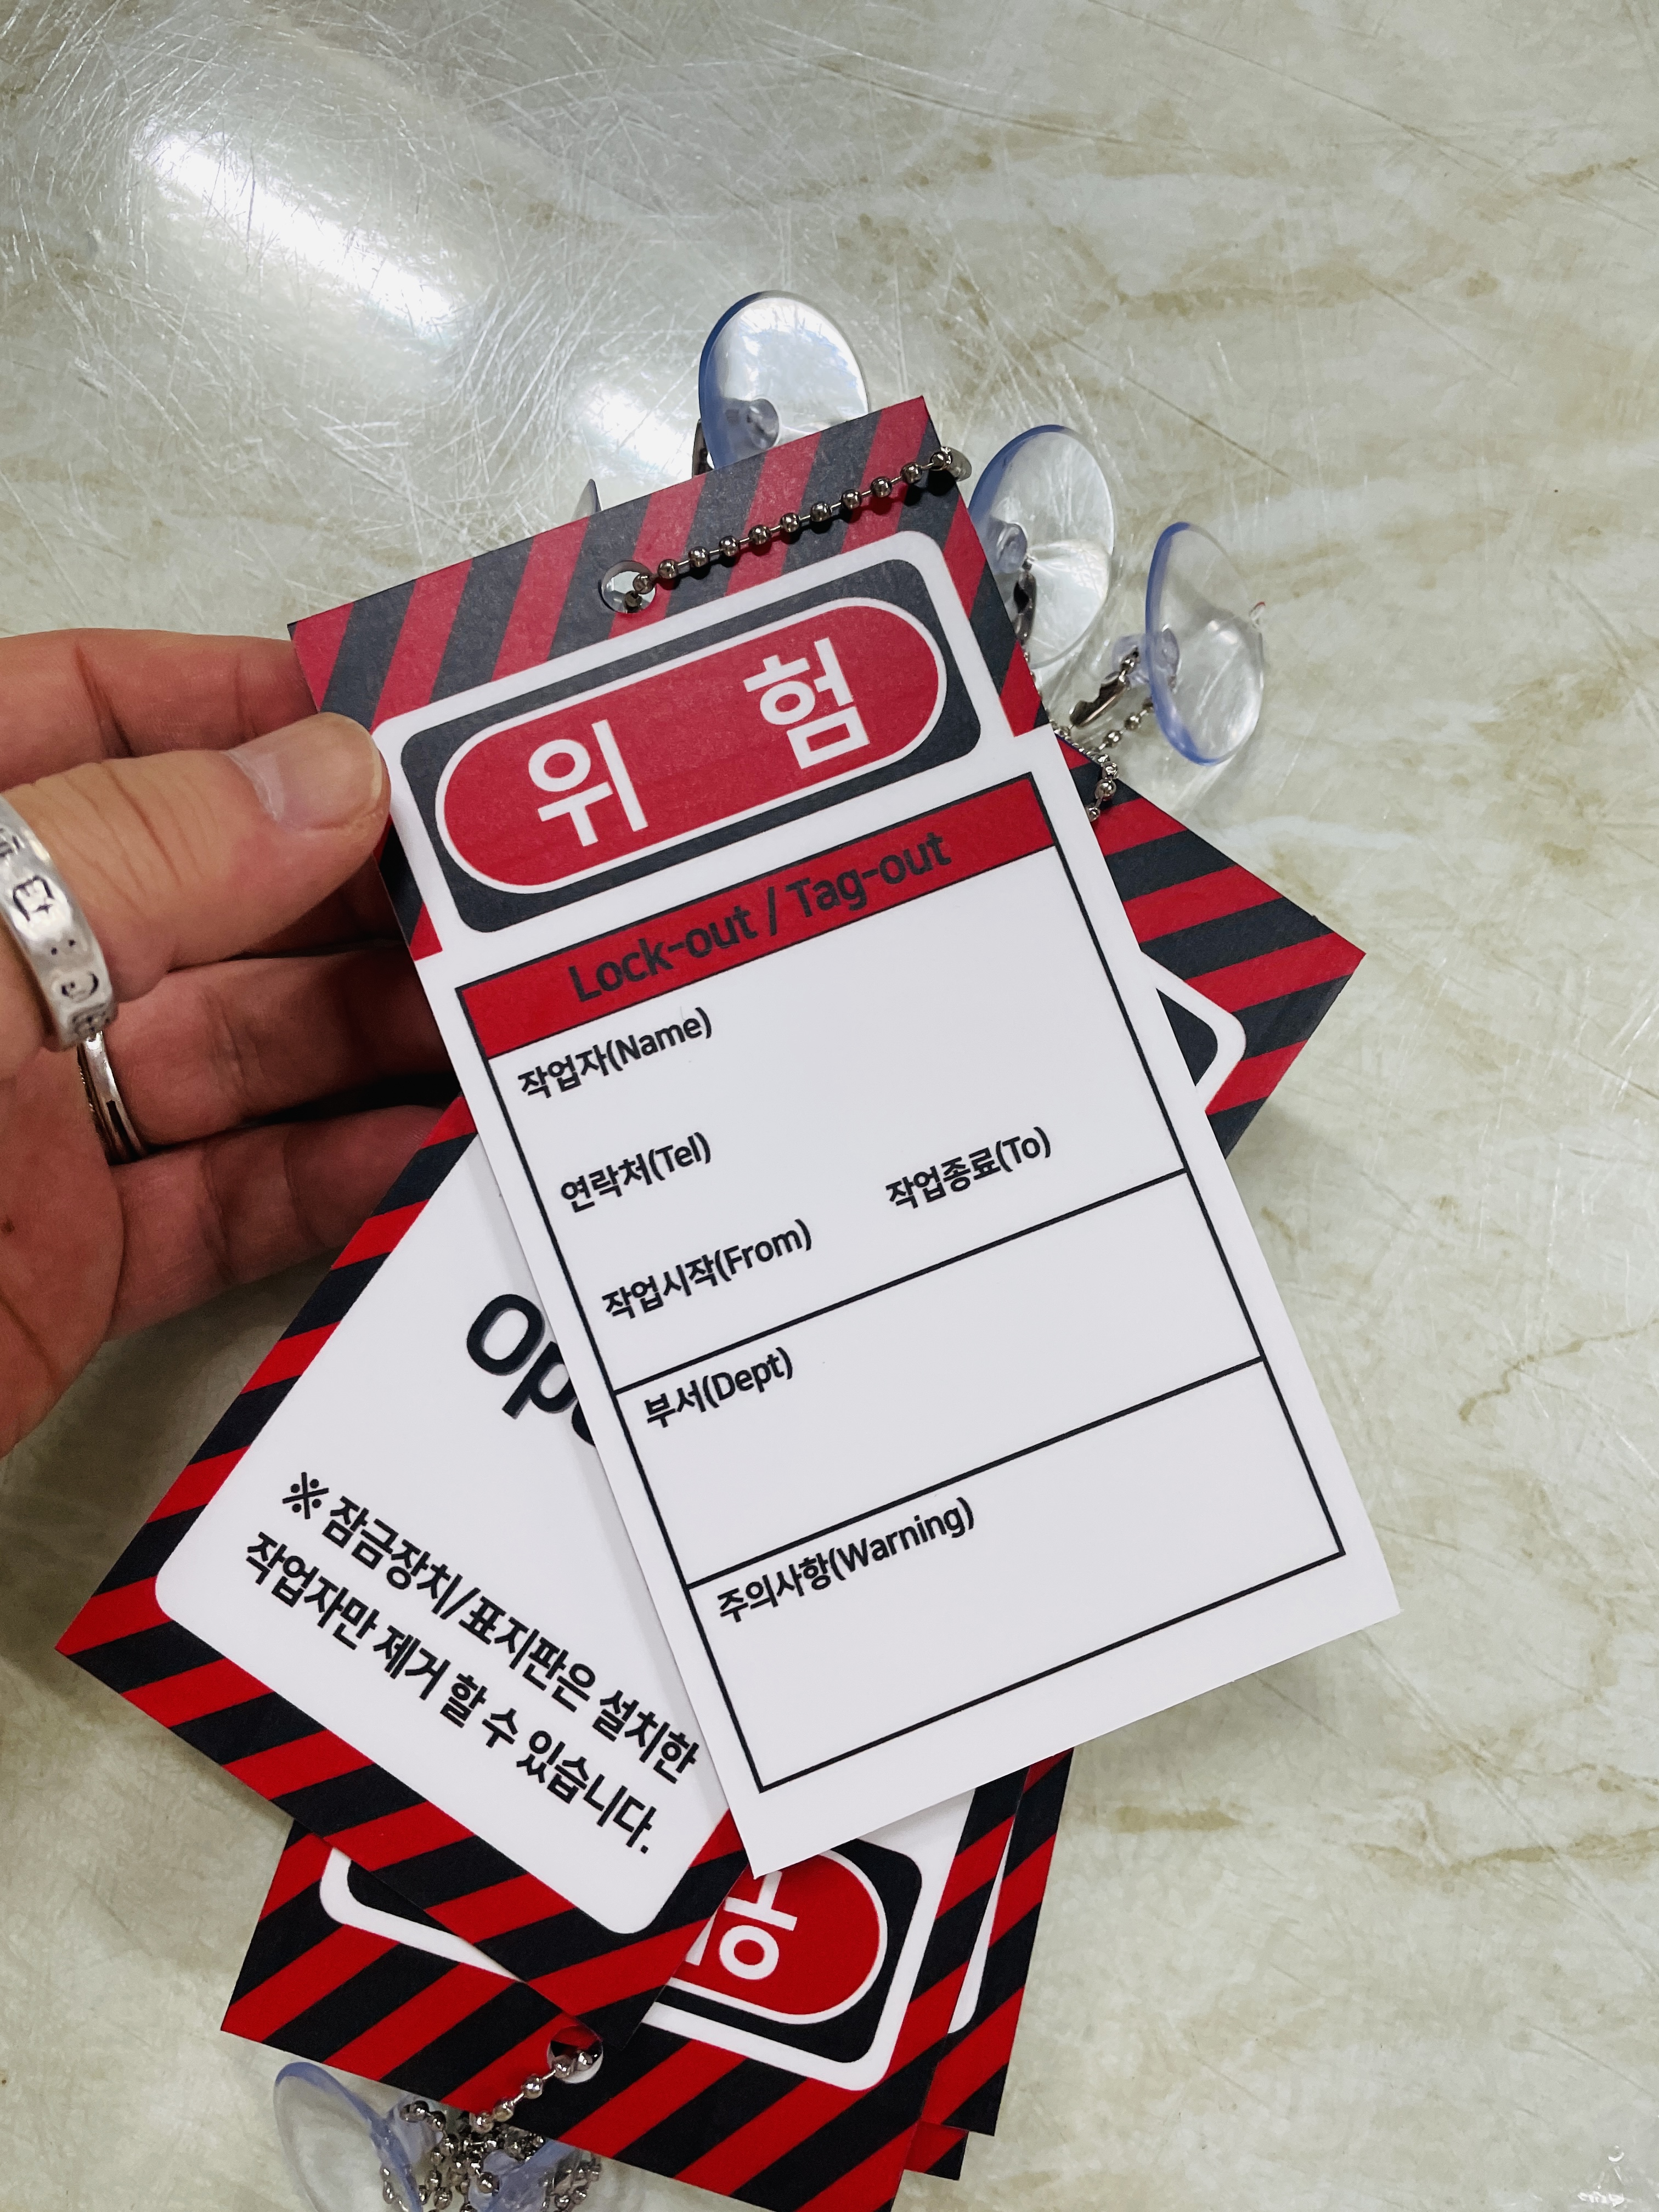 위 험
Lock-out / Tag-out
작업자(Name)
연락처(Tel)
작업시작(From) 작업종료(To)
부서(Dept)
주의사항(Warning)
※ 잠금장치/표지판은 설치한
작업자만 제거 할 수 있습니다.